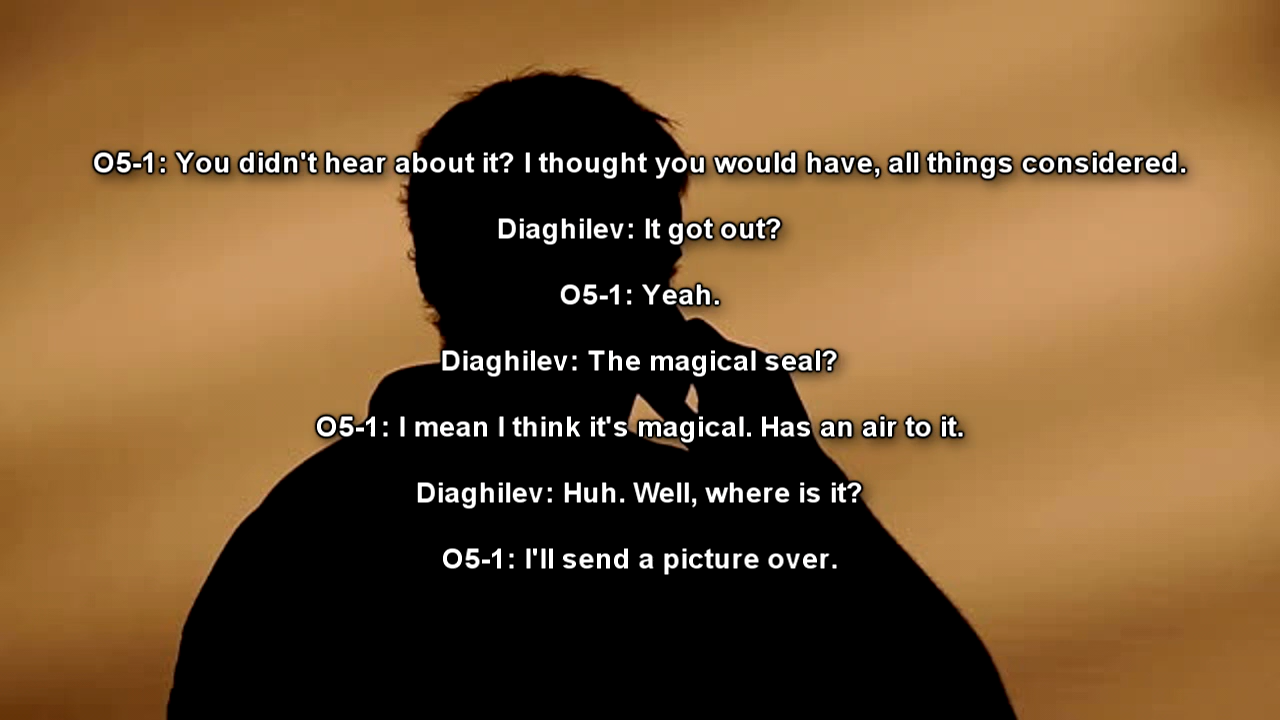 O5-1: You didn't hear about it? I thought you would have, all things considered.
Diaghilev: It got out?
O5-1: Yeah.
Diaghilev: The magical seal?
O5-1: I mean I think it's magical. Has an air to it.
Diaghilev: Huh. Well, where is it?
O5-1: I'll send a picture over.